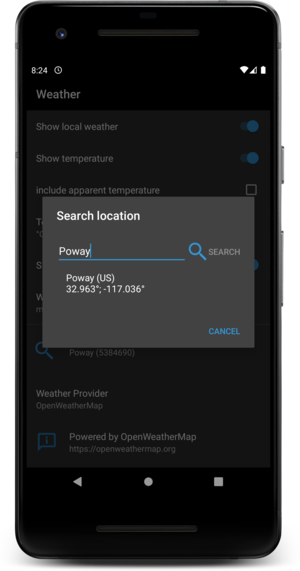 8:24
Weather
Show local weather
Show temperature
include apparent temperature
Search location
Poway
SEARCH
Poway (US)
32.963°; -117.036°
CANCEL
Poway (5384690)
Weather Provider
OpenWeatherMap
Powered by OpenWeatherMap
https://openweathermap.org